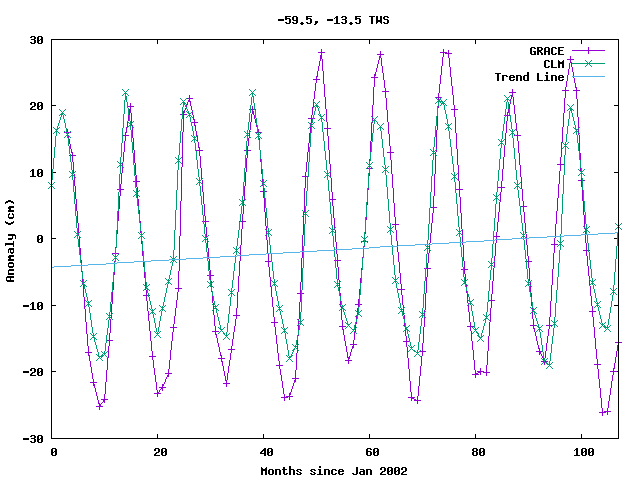 -59.5, -13.5 TWS
GRACE
CLM
Trend Line
30
20
10
0
-10
-20
-30
Anomaly (cm)
0 20 40 60 80 100
Months since Jan 2002